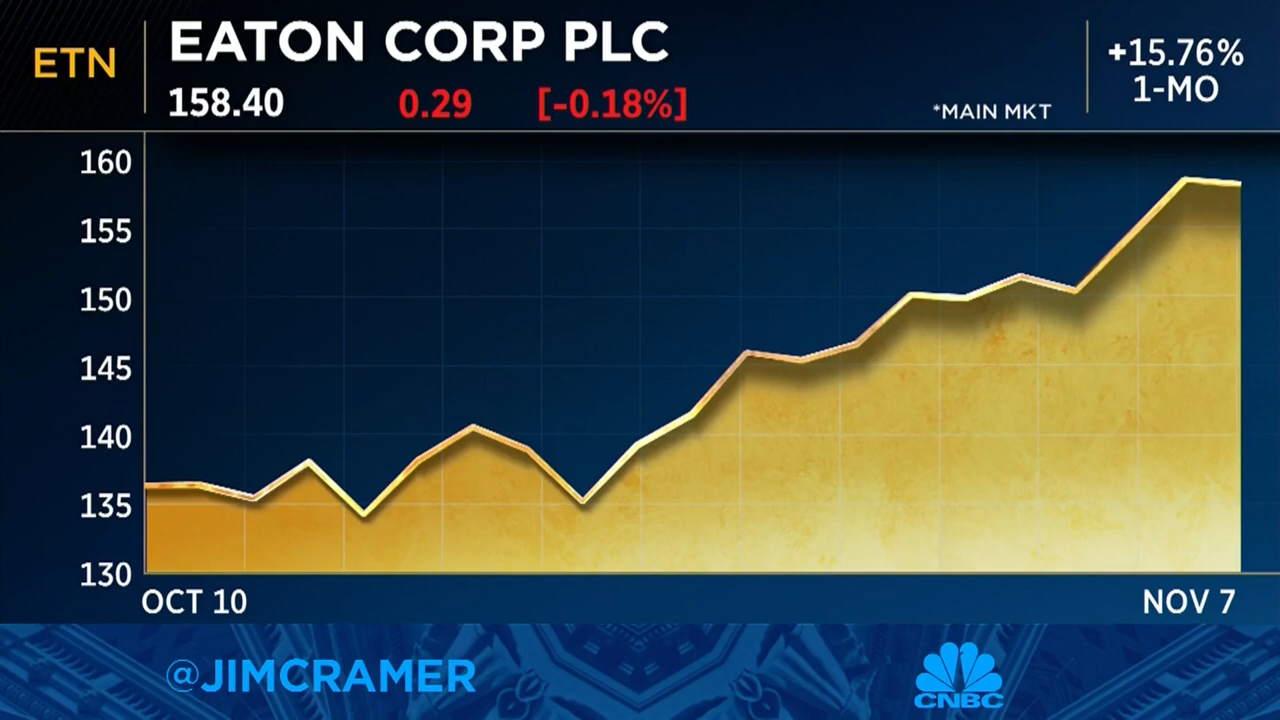 ETN
EATON CORP PLC
158.40 0.29 [-0.18%]
*MAIN MKT
+15.76%
1-MO
160
155
150
145
140
135
130
OCT 10 NOV 7
@JIMCRAMER
CNBC